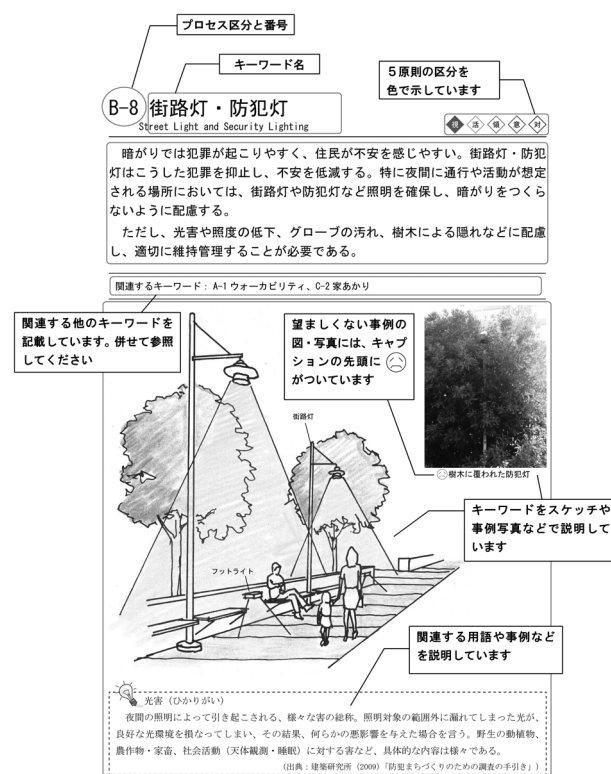 プロセス区分と番号
キーワード名
５原則の区分を
色で示しています
B-8 街路灯・防犯灯
Street Light and Security Lighting
視 活 領 意 対
暗がりでは犯罪が起こりやすく、住民が不安を感じやすい。街路灯・防犯
灯はこうした犯罪を抑止し、不安を低減する。特に夜間に通行や活動が想定
される場所においては、街路灯や防犯灯など照明を確保し、暗がりをつくら
ないように配慮する。
ただし、光害や照度の低下、グローブの汚れ、樹木による隠れなどに配慮
し、適切に維持管理することが必要である。
関連するキーワード：A-1 ウォーカビリティ、C-2 家あかり
関連する他のキーワードを
記載しています。併せて参照
してください
望ましくない事例の
図・写真には、キャプ
ションの先頭に
がついています
街路灯
樹木に覆われた防犯灯
キーワードをスケッチや
事例写真などで説明して
います
フットライト
関連する用語や事例など
を説明しています
光害（ひかりがい）
夜間の照明によって引き起こされる、様々な害の総称。照明対象の範囲外に漏れてしまった光が、
良好な光環境を損なってしまい、その結果、何らかの悪影響を与えた場合を言う。野生の動植物、
農作物・家畜、社会活動（天体観測・睡眠）に対する害など、具体的な内容は様々である。
（出典：建築研究所（2009）「防犯まちづくりのための調査の手引き」）